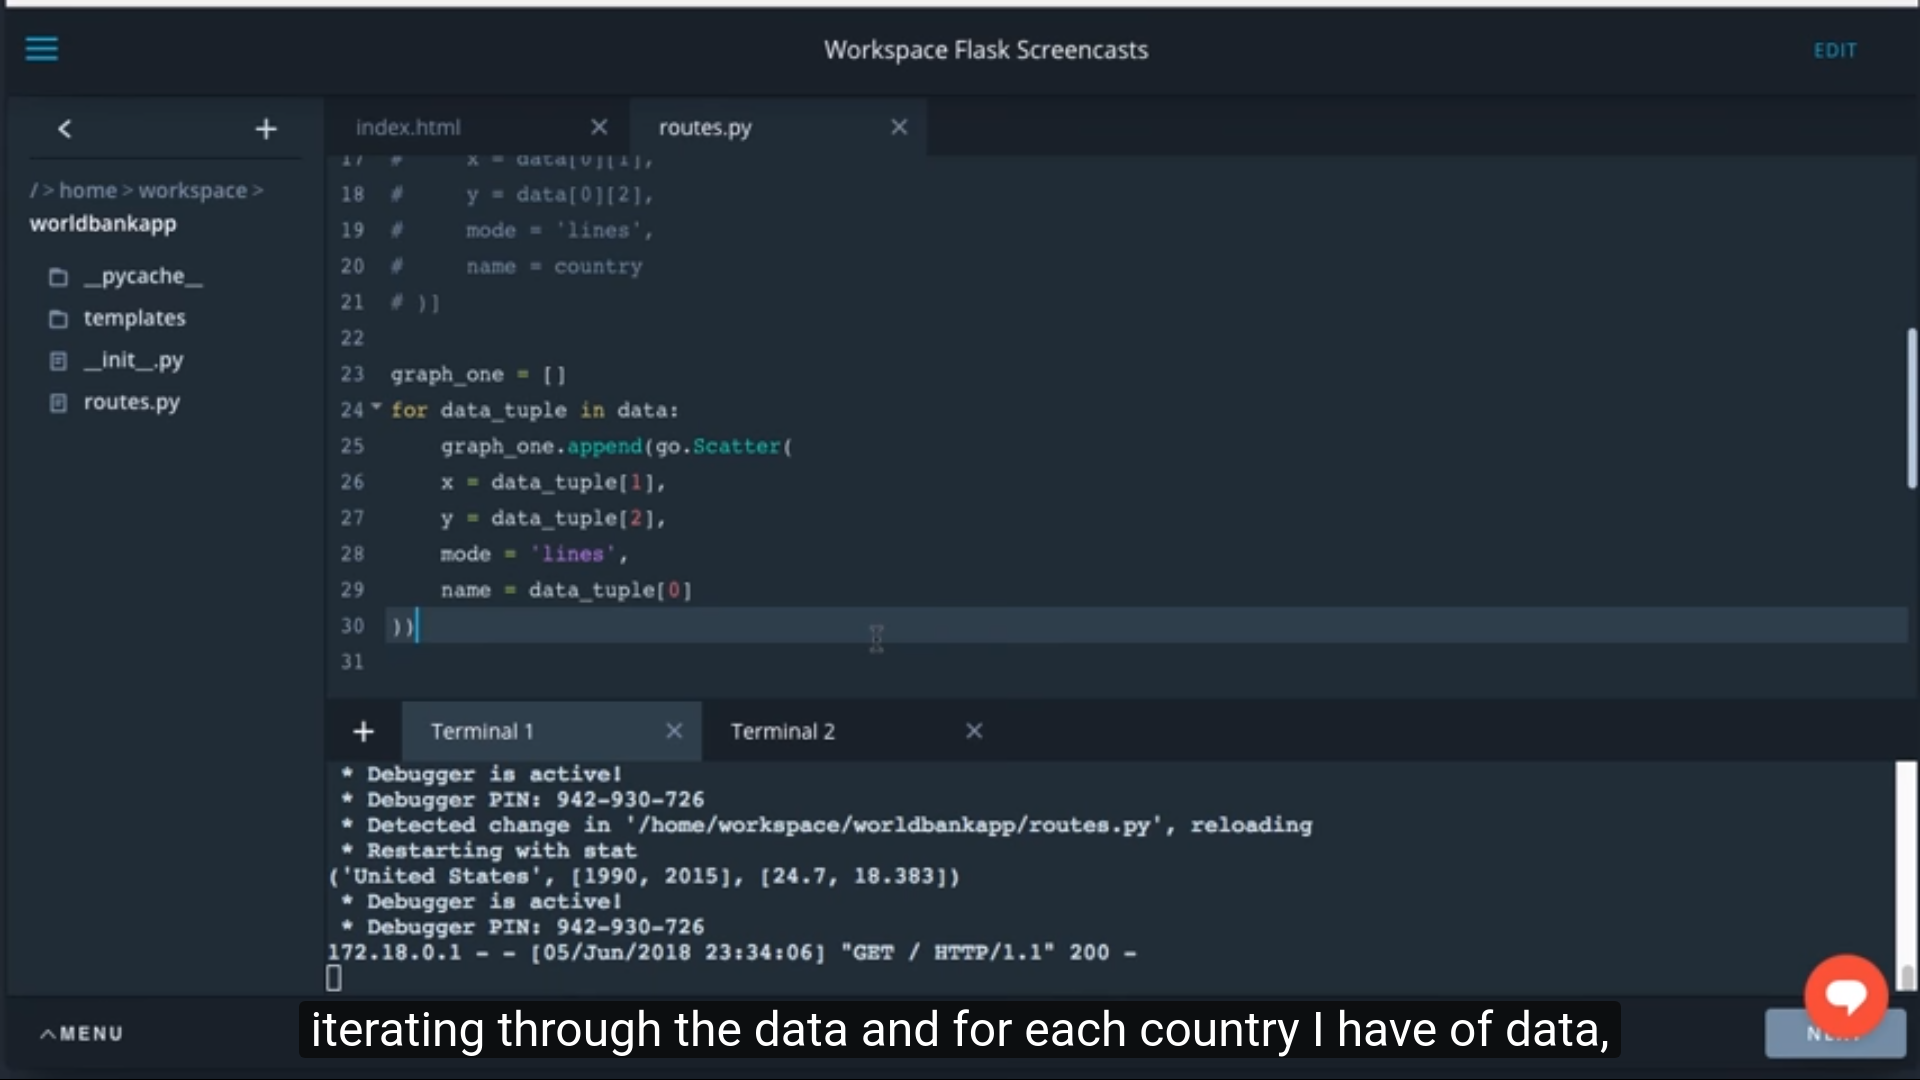 Workspace Flask Screencasts
EDIT
index.html
routes.py
/ > home > workspace >
worldbankapp
__pycache__
templates
__init__.py
routes.py
17 # x = data[0][1],
18 # y = data[0][2],
19 # mode = 'lines',
20 # name = country
21 # )]
22
23 graph_one = []
24 for data_tuple in data:
25 graph_one.append(go.Scatter(
26 x = data_tuple[1],
27 y = data_tuple[2],
28 mode = 'lines',
29 name = data_tuple[0]
30 ))
31
Terminal 1
Terminal 2
* Debugger is active!
* Debugger PIN: 942-930-726
* Detected change in '/home/workspace/worldbankapp/routes.py', reloading
* Restarting with stat
('United States', [1990, 2015], [24.7, 18.383])
* Debugger is active!
* Debugger PIN: 942-930-726
172.18.0.1 - - [05/Jun/2018 23:34:06] "GET / HTTP/1.1" 200 -
MENU
iterating through the data and for each country I have of data,